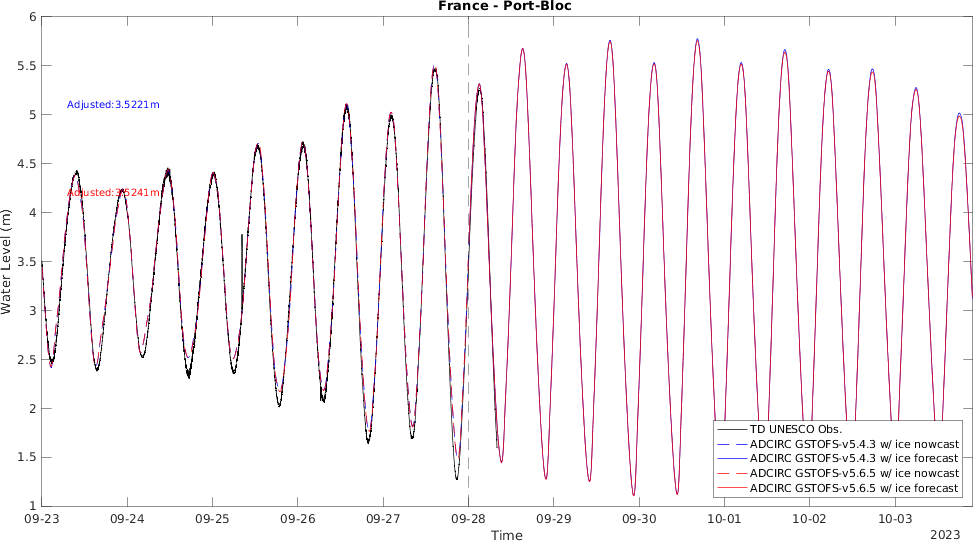 France - Port-Bloc
6
5.5
5
4.5
4
3.5
3
2.5
2
1.5
1
Water Level (m)
Adjusted:3.5221m
Adjusted:3.5241m
TD UNESCO Obs.
ADCIRC GSTOFS-v5.4.3 w/ ice nowcast
ADCIRC GSTOFS-v5.4.3 w/ ice forecast
ADCIRC GSTOFS-v5.6.5 w/ ice nowcast
ADCIRC GSTOFS-v5.6.5 w/ ice forecast
09-23 09-24 09-25 09-26 09-27 09-28 09-29 09-30 10-01 10-02 10-03
Time
2023